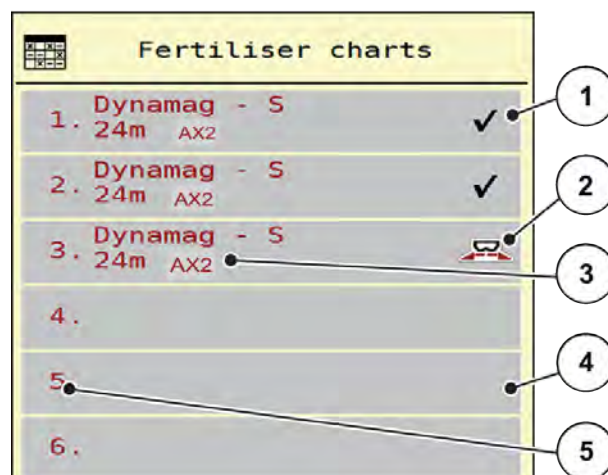 Fertiliser charts
1. Dynamag - S
24m AX2
2. Dynamag - S
24m AX2
3. Dynamag - S
24m AX2
4.
5.
6.
1
2
3
4
5